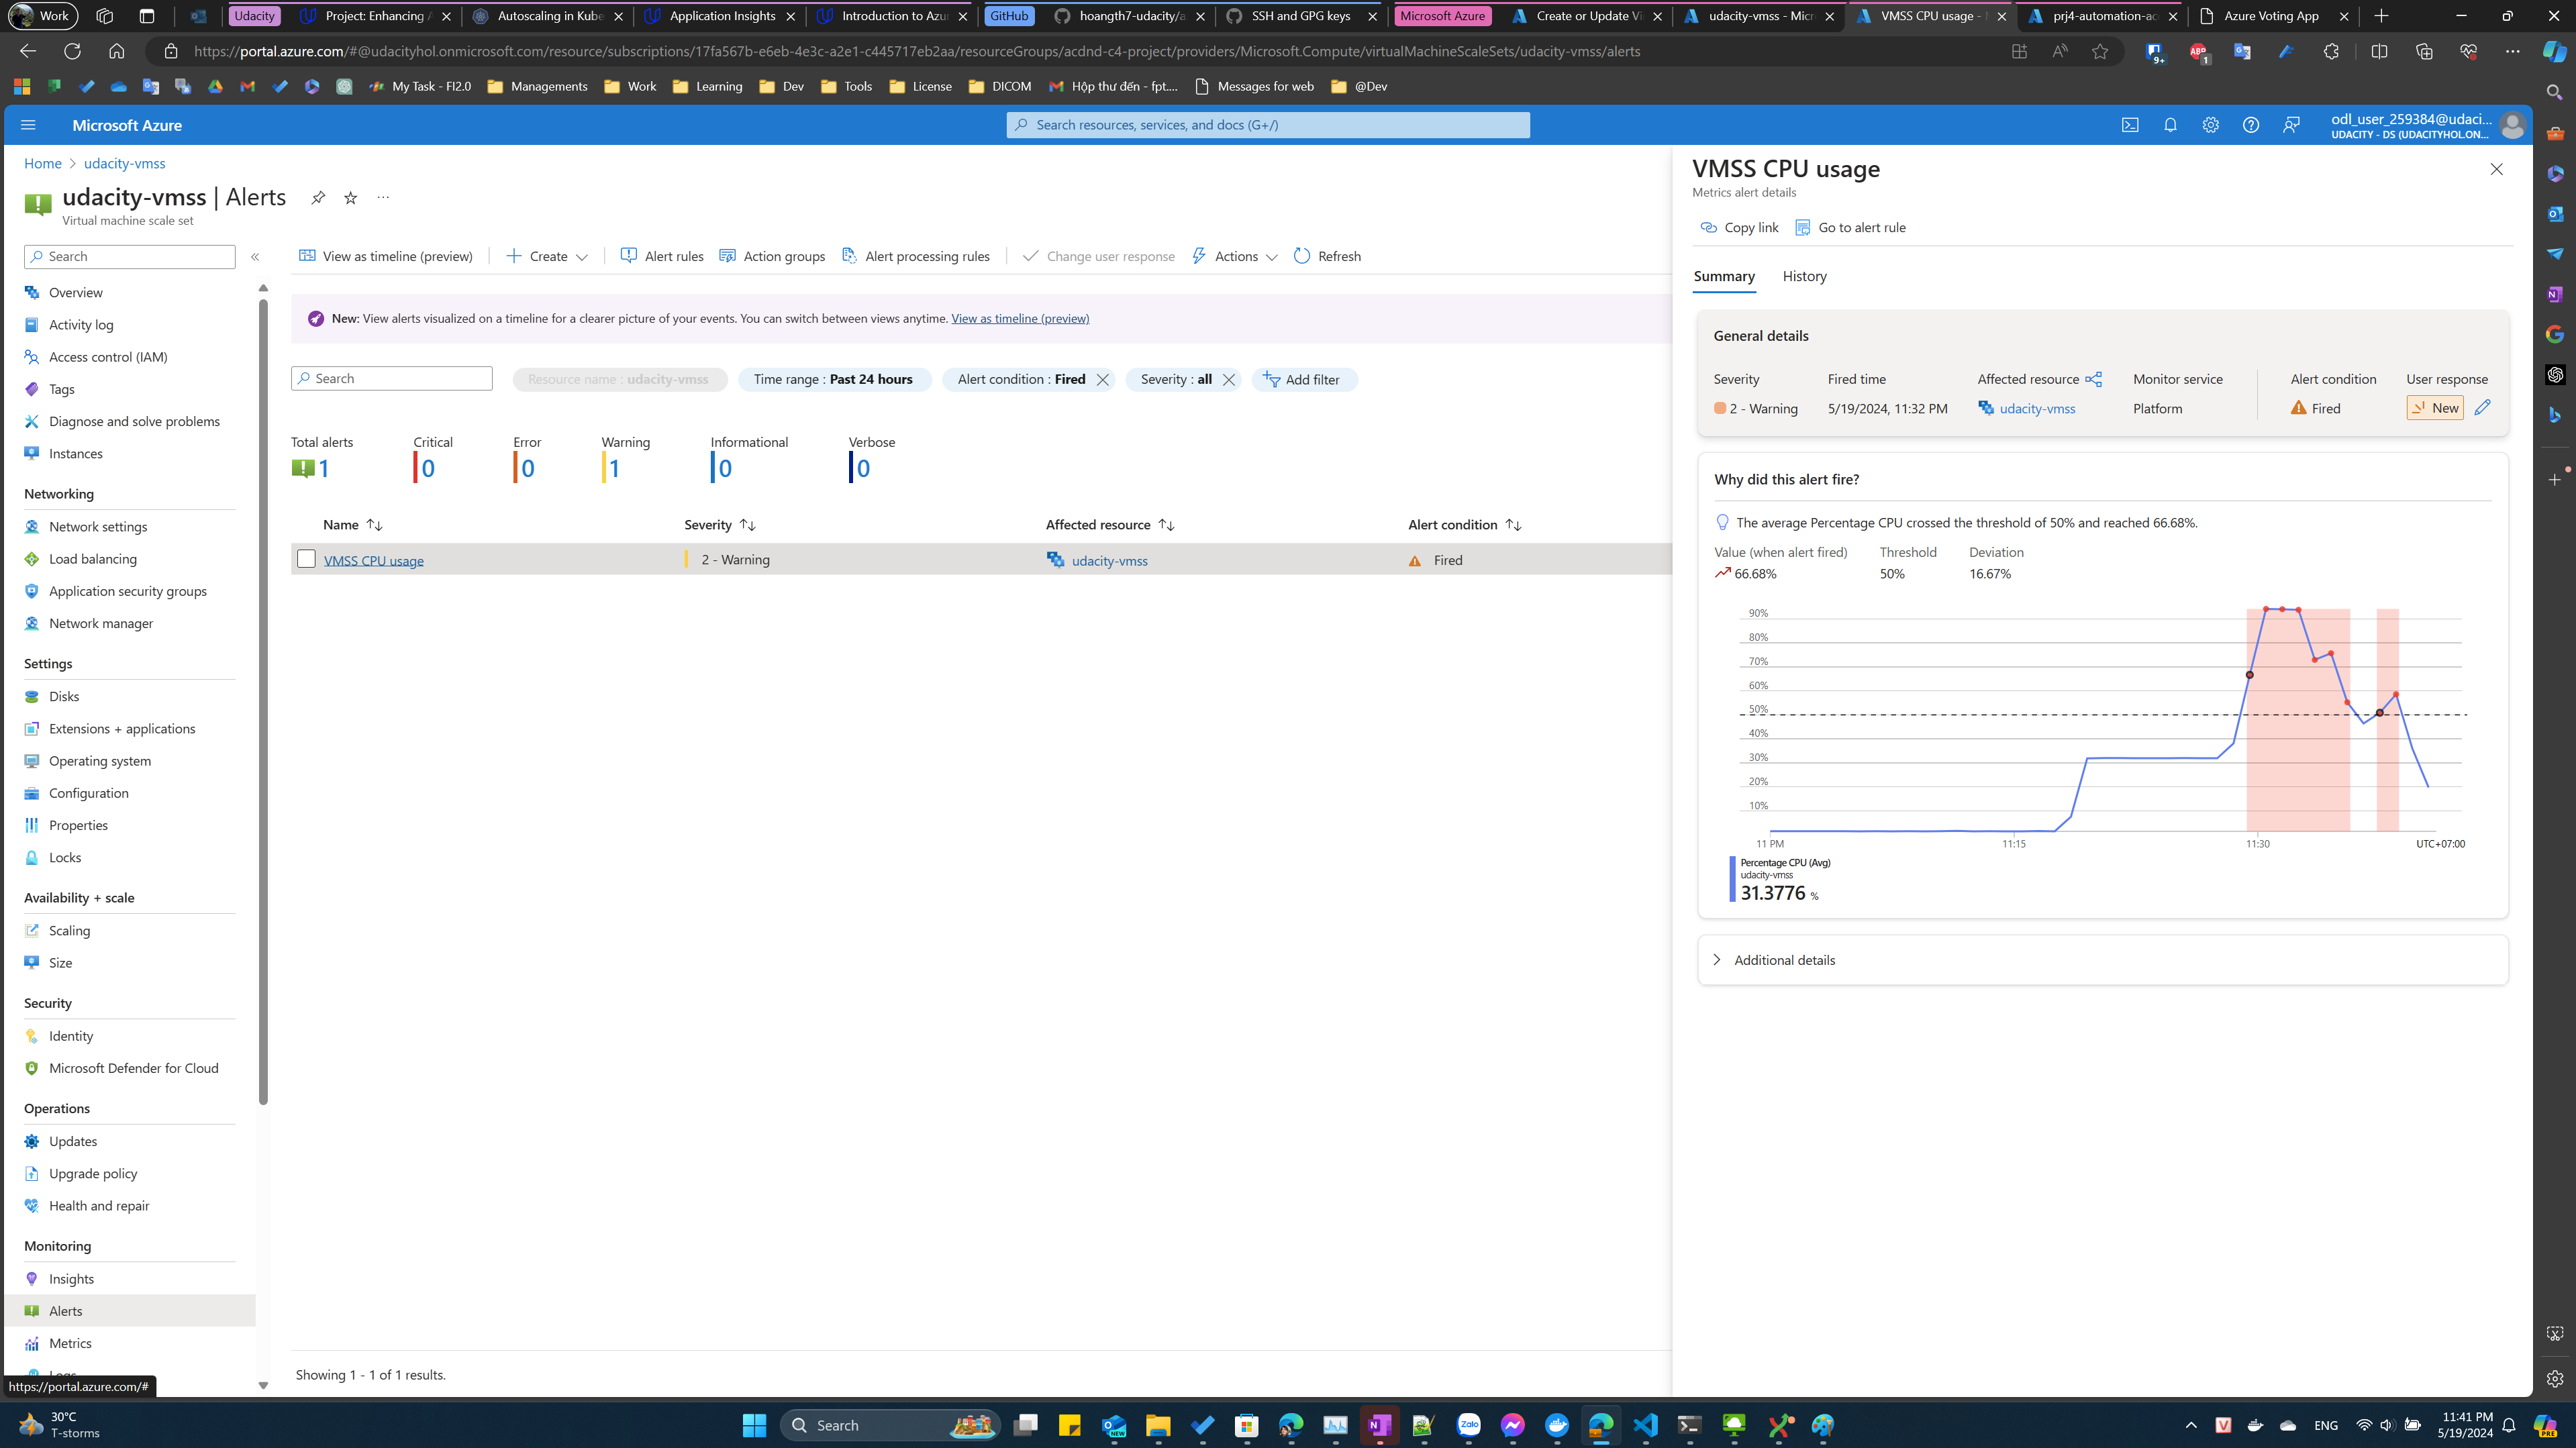 Work
Udacity
Project: Enhancing A
Autoscaling in Kube
Application Insights
Introduction to Azu
GitHub
hoangth7-udacity/a
SSH and GPG keys
Microsoft Azure
Create or Update Vi
udacity-vmss - Micr
VMSS CPU usage - 
prj4-automation-ac
Azure Voting App
https://portal.azure.com/#@udacityhol.onmicrosoft.com/resource/subscriptions/17fa567b-e6eb-4e3c-a2e1-c445717eb2aa/resourceGroups/acdnd-c4-project/providers/Microsoft.Compute/virtualMachineScaleSets/udacity-vmss/alerts
9+
ABP
1
My Task - FI2.0
Managements
Work
Learning
Dev
Tools
License
DICOM
Hộp thư đến - fpt....
Messages for web
@Dev
Microsoft Azure
Search resources, services, and docs (G+/)
odl_user_259384@udaci...
UDACITY - DS (UDACITYHOL.ON...
Home > udacity-vmss
udacity-vmss | Alerts
Virtual machine scale set
Search
Overview
Activity log
Access control (IAM)
Tags
Diagnose and solve problems
Instances
Networking
Network settings
Load balancing
Application security groups
Network manager
Settings
Disks
Extensions + applications
Operating system
Configuration
Properties
Locks
Availability + scale
Scaling
Size
Security
Identity
Microsoft Defender for Cloud
Operations
Updates
Upgrade policy
Health and repair
Monitoring
Insights
Alerts
Metrics
Logs
https://portal.azure.com/#
View as timeline (preview)
Create
Alert rules
Action groups
Alert processing rules
Change user response
Actions
Refresh
New: View alerts visualized on a timeline for a clearer picture of your events. You can switch between views anytime. View as timeline (preview)
Search
Resource name : udacity-vmss
Time range : Past 24 hours
Alert condition : Fired
Severity : all
Add filter
Total alerts
1
Critical
0
Error
0
Warning
1
Informational
0
Verbose
0
Name
Severity
Affected resource
Alert condition
VMSS CPU usage
2 - Warning
udacity-vmss
Fired
Showing 1 - 1 of 1 results.
VMSS CPU usage
Metrics alert details
Copy link
Go to alert rule
Summary
History
General details
Severity
2 - Warning
Fired time
5/19/2024, 11:32 PM
Affected resource
udacity-vmss
Monitor service
Platform
Alert condition
Fired
User response
New
Why did this alert fire?
The average Percentage CPU crossed the threshold of 50% and reached 66.68%.
Value (when alert fired)
66.68%
Threshold
50%
Deviation
16.67%
90%
80%
70%
60%
50%
40%
30%
20%
10%
11 PM
11:15
11:30
UTC+07:00
Percentage CPU (Avg)
udacity-vmss
31.3776 %
Additional details
30°C
T-storms
Search
NEW
Zalo
ENG
11:41 PM
5/19/2024
PRE